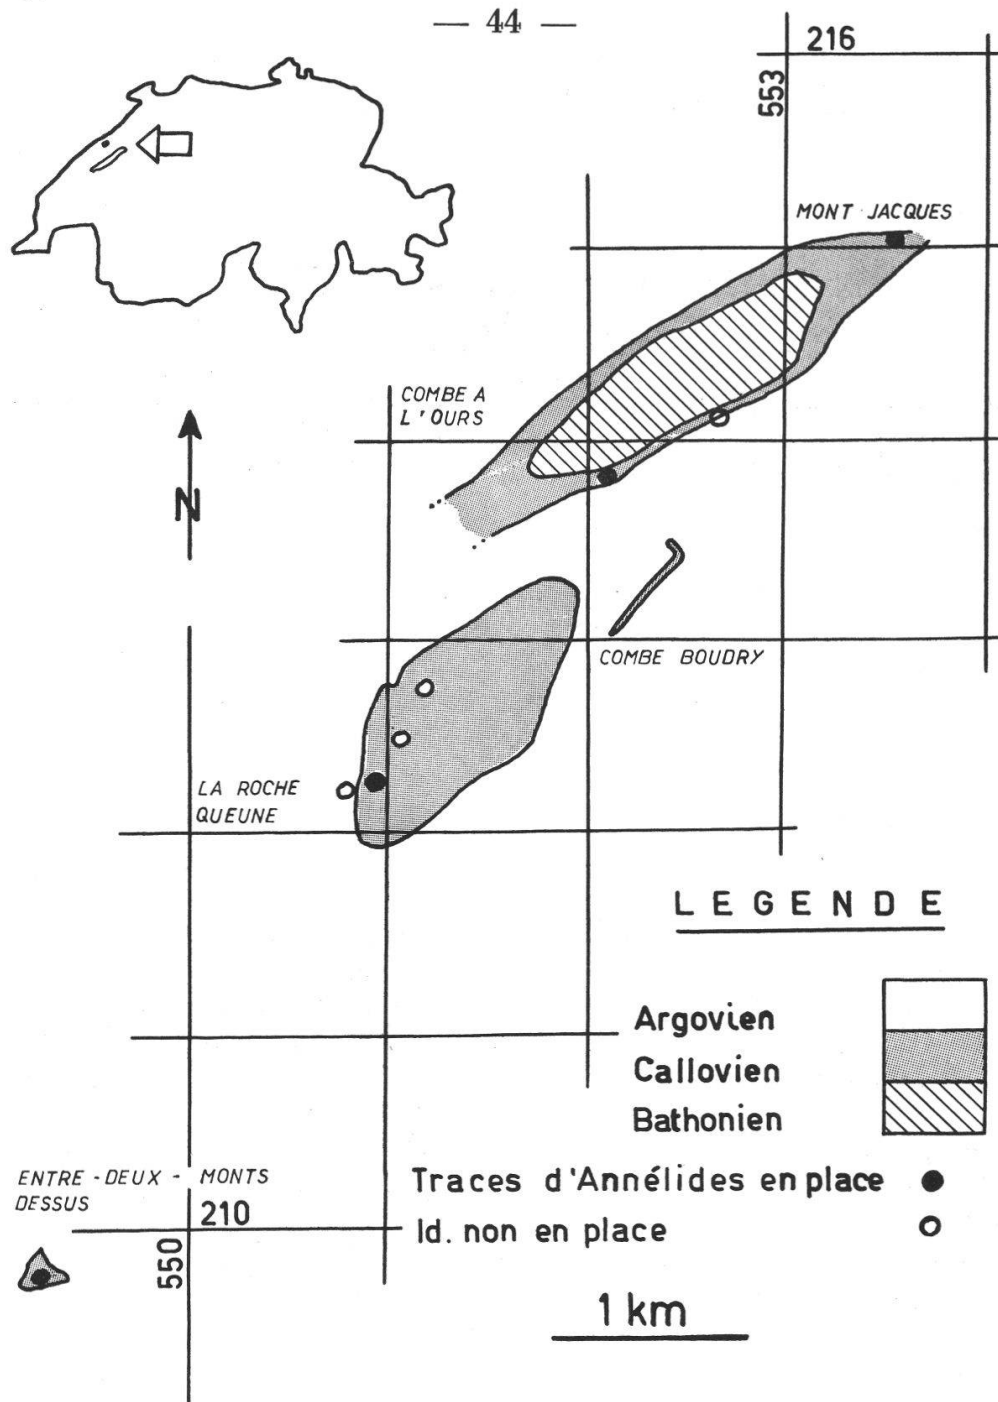 — 44 —
216
553
MONT JACQUES
COMBE A
L'OURS
N
COMBE BOUDRY
LA ROCHE
QUEUNE
LEGENDE
Argovien
Callovien
Bathonien
ENTRE-DEUX-MONTS
DESSUS
Traces d'Annélides en place
210
Id. non en place
550
1 km